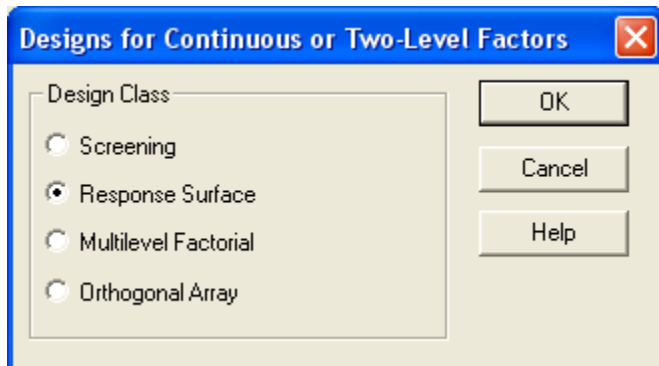 Designs for Continuous or Two-Level Factors
Design Class
Screening
Response Surface
Multilevel Factorial
Orthogonal Array
OK
Cancel
Help